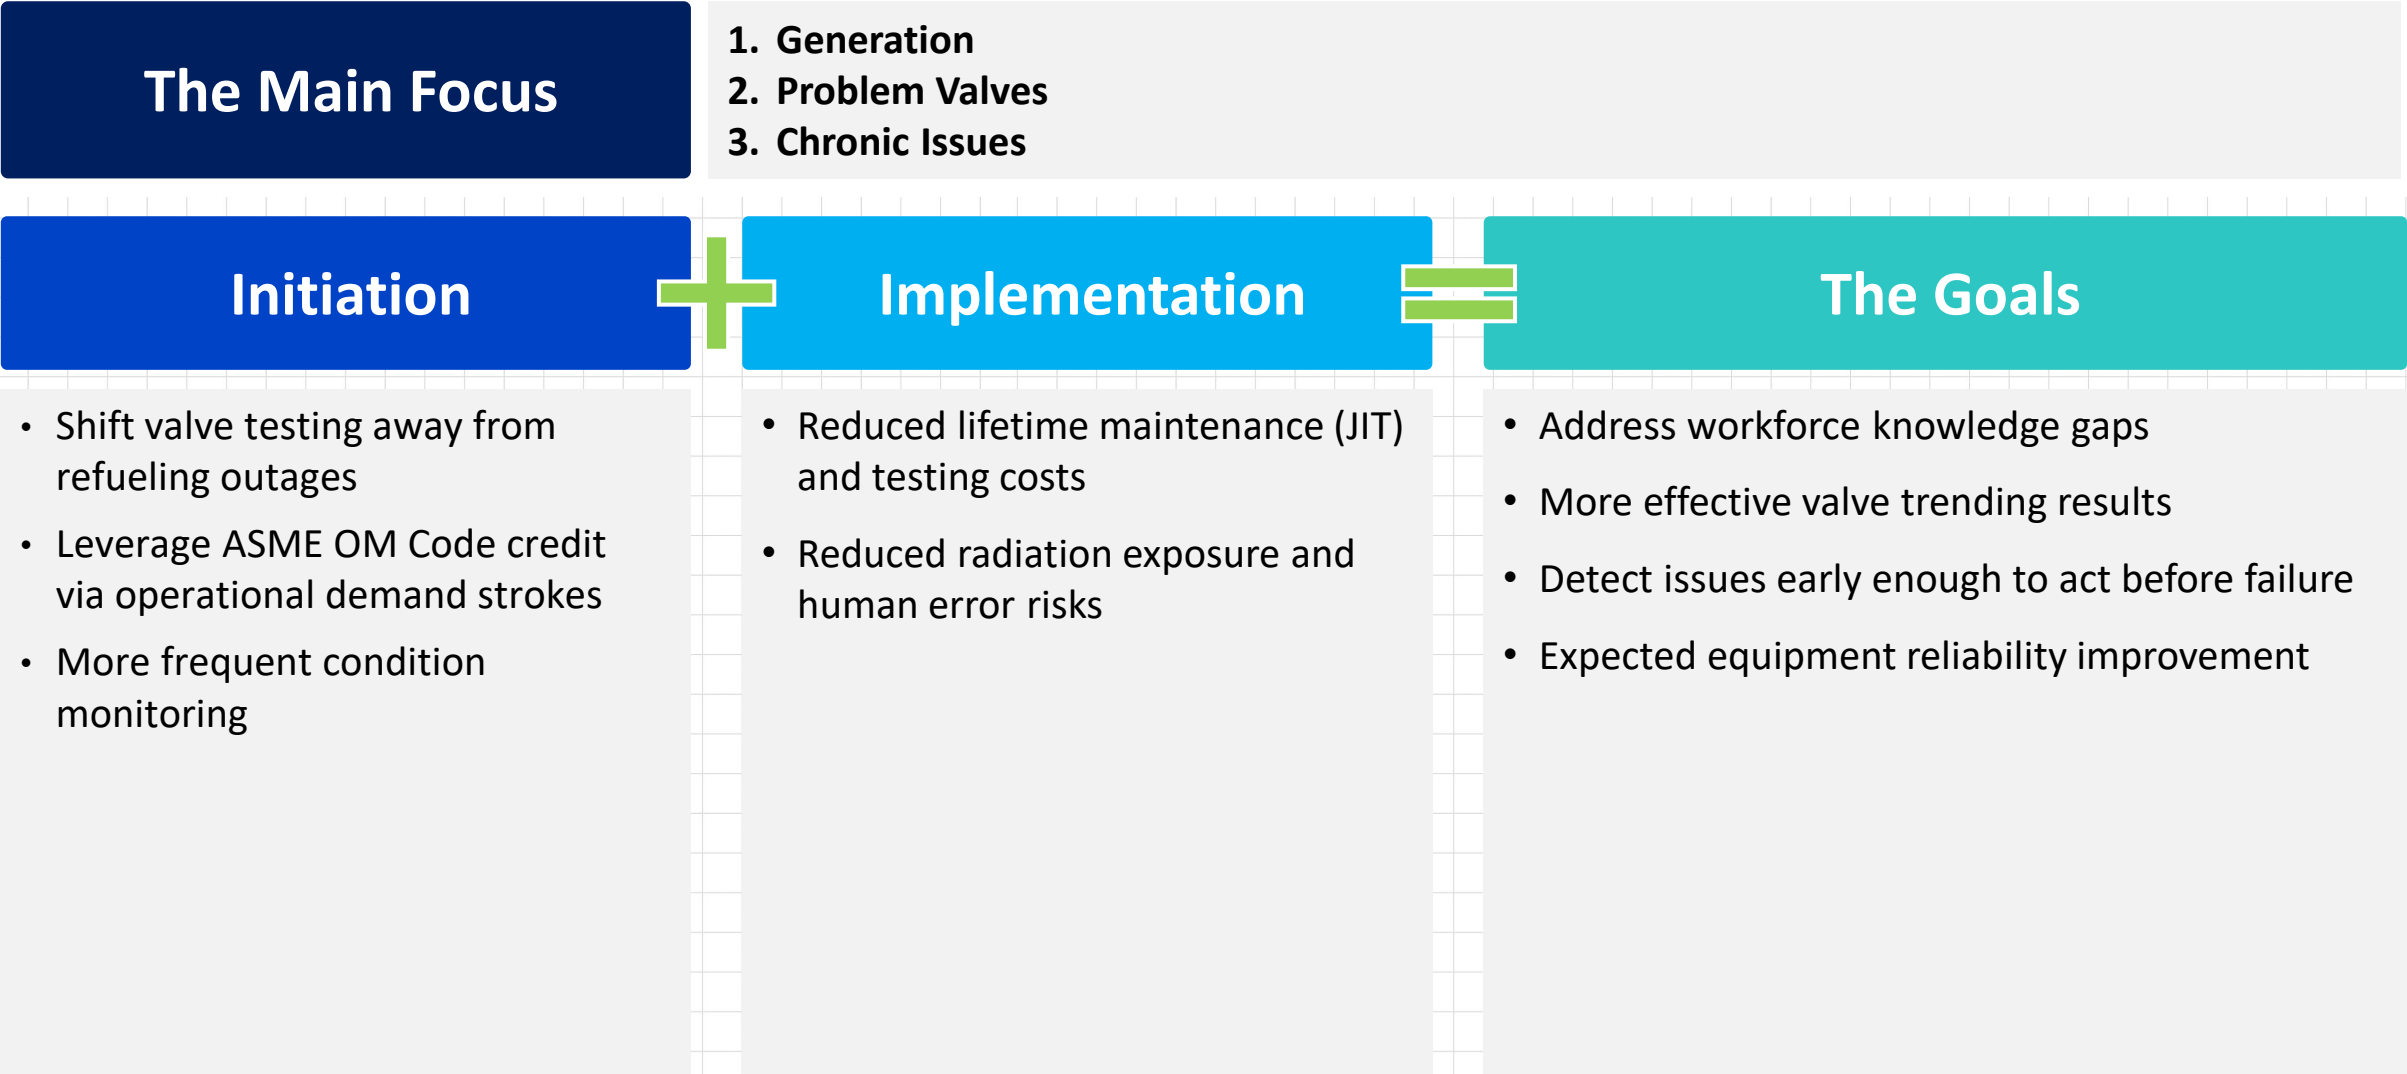 The Main Focus
1. Generation
2. Problem Valves
3. Chronic Issues
Initiation
Implementation
The Goals
• Shift valve testing away from
refueling outages
• Leverage ASME OM Code credit
via operational demand strokes
• More frequent condition
monitoring
• Reduced lifetime maintenance (JIT)
and testing costs
• Reduced radiation exposure and
human error risks
• Address workforce knowledge gaps
• More effective valve trending results
• Detect issues early enough to act before failure
• Expected equipment reliability improvement